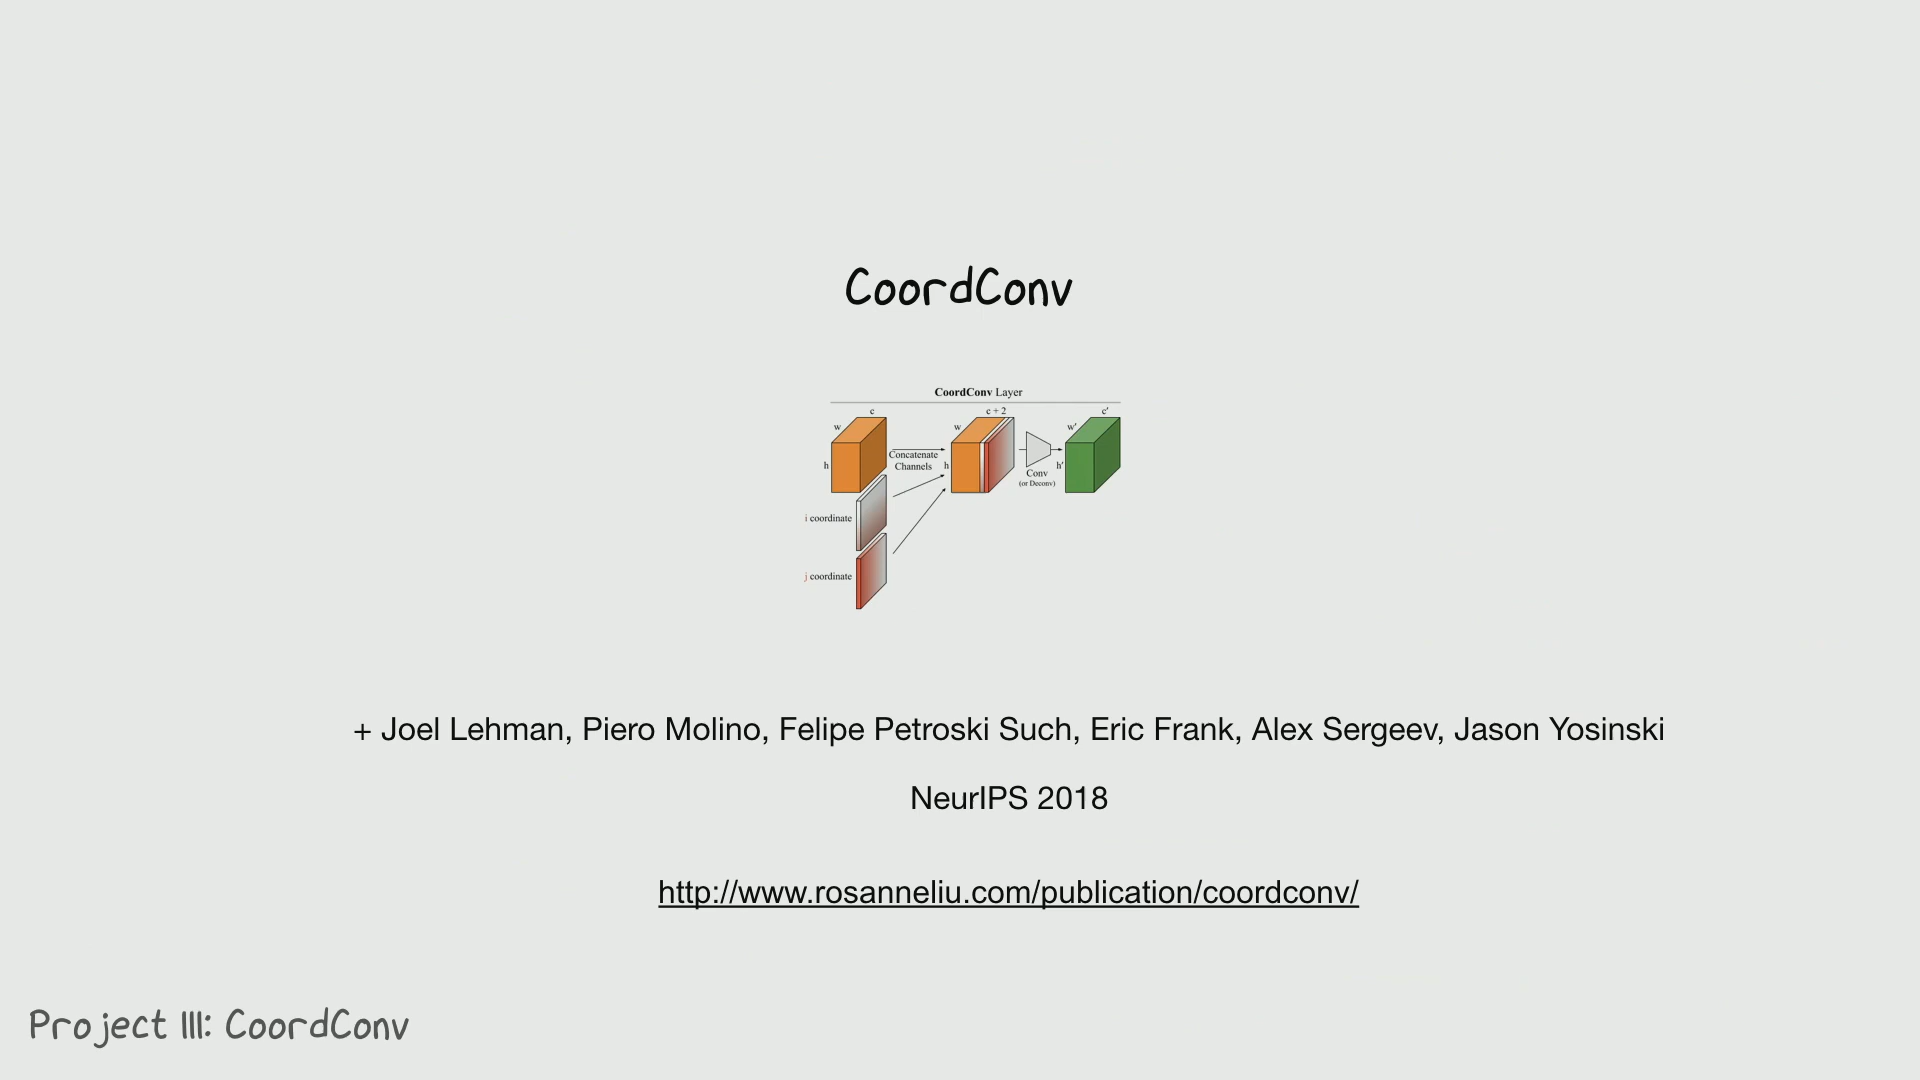 CoordConv
CoordConv Layer
c
c + 2
c'
w
w
w'
Concatenate
Channels
h
h
h'
Conv
(or Deconv)
i coordinate
j coordinate
+ Joel Lehman, Piero Molino, Felipe Petroski Such, Eric Frank, Alex Sergeev, Jason Yosinski
NeurIPS 2018
http://www.rosanneliu.com/publication/coordconv/
Project III: CoordConv